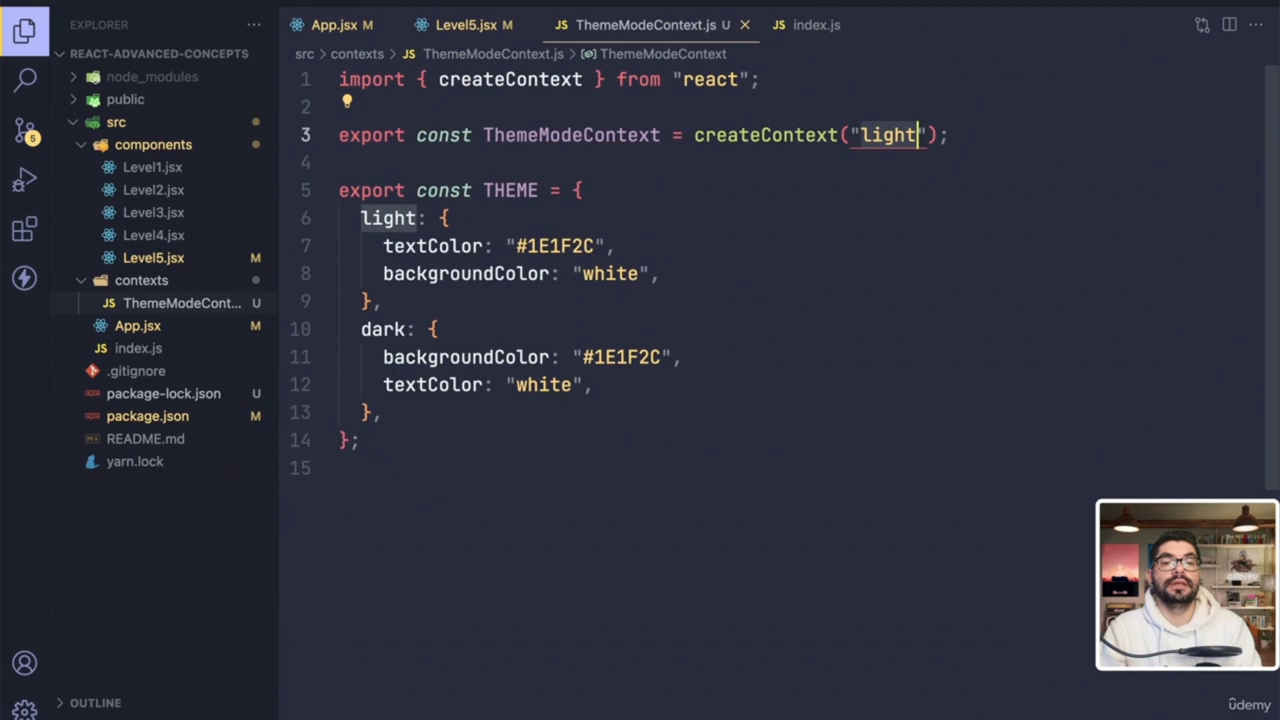 EXPLORER
REACT-ADVANCED-CONCEPTS
node_modules
public
src
components
Level1.jsx
Level2.jsx
Level3.jsx
Level4.jsx
Level5.jsx M
contexts
ThemeModeCont... U
App.jsx M
index.js
.gitignore
package-lock.json U
package.json M
README.md
yarn.lock
OUTLINE
5
App.jsx M Level5.jsx M JS ThemeModeContext.js U JS index.js
src > contexts > JS ThemeModeContext.js > ThemeModeContext
1 import { createContext } from "react";
2
3 export const ThemeModeContext = createContext("light");
4
5 export const THEME = {
6 light: {
7 textColor: "#1E1F2C",
8 backgroundColor: "white",
9 },
10 dark: {
11 backgroundColor: "#1E1F2C",
12 textColor: "white",
13 },
14 };
15
ûdemy